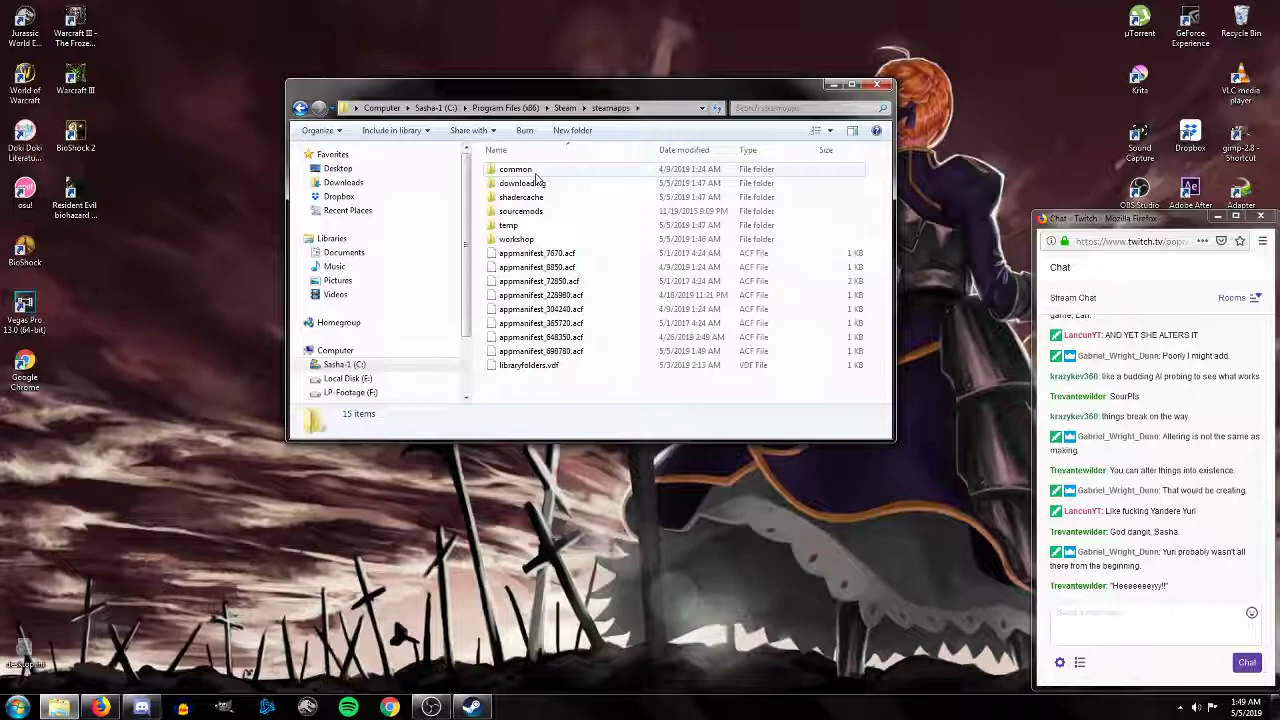 Jurassic
World E...
Warcraft III -
The Froze...
World of
Warcraft
Warcraft III
Doki Doki
Literatu...
BioShock 2
osu!
Resident Evil
biohazard ...
BioShock
Vegas Pro
13.0 (64-bit)
Google
Chrome
desktop.ini
µTorrent
GeForce
Experience
Recycle Bin
Krita
VLC media
player
Sound
Capture
Dropbox
gimp-2.8 -
Shortcut
OBS Studio
Adobe After
Adapter
Computer
Sasha-1 (C:)
Program Files (x86)
Steam
steamapps
Search steamapps
Organize
Include in library
Share with
Burn
New folder
Favorites
Desktop
Downloads
Dropbox
Recent Places
Libraries
Documents
Music
Pictures
Videos
Homegroup
Computer
Sasha-1 (C:)
Local Disk (E:)
LP-Footage (F:)
Name Date modified Type Size
common 4/9/2019 1:24 AM File folder
downloading 5/5/2019 1:47 AM File folder
shadercache 5/5/2019 1:47 AM File folder
sourcemods 11/19/2015 9:09 PM File folder
temp 5/5/2019 1:47 AM File folder
workshop 5/5/2019 1:46 AM File folder
appmanifest_7670.acf 5/1/2017 4:24 AM ACF File 1 KB
appmanifest_8850.acf 4/9/2019 1:24 AM ACF File 1 KB
appmanifest_72850.acf 5/1/2017 4:24 AM ACF File 2 KB
appmanifest_228980.acf 4/18/2019 11:21 PM ACF File 1 KB
appmanifest_304240.acf 4/9/2019 1:24 AM ACF File 1 KB
appmanifest_365720.acf 5/1/2017 4:24 AM ACF File 1 KB
appmanifest_648350.acf 4/26/2019 2:49 AM ACF File 1 KB
appmanifest_698780.acf 5/5/2019 1:49 AM ACF File 1 KB
libraryfolders.vdf 5/3/2019 2:13 AM VDF File 1 KB
15 items
Chat - Twitch - Mozilla Firefox
https://www.twitch.tv/popo
Chat
Stream Chat
Rooms
game, Lan.
LancunYT: AND YET SHE ALTERS IT
Gabriel_Wright_Dunn: Poorly I might add.
krazykev360: like a budding AI probing to see what works
Trevantewilder: SourPls
krazykev360: things break on the way
Gabriel_Wright_Dunn: Altering is not the same as
making.
Trevantewilder: You can alter things into existence.
Gabriel_Wright_Dunn: That would be creating.
LancunYT: Like fucking Yandere Yuri
Trevantewilder: God dangit, Sasha.
Gabriel_Wright_Dunn: Yuri probably wasn't all
there from the beginning.
Trevantewilder: "Heeeeeeeyy!!"
Send a message
Chat
1:49 AM
5/5/2019